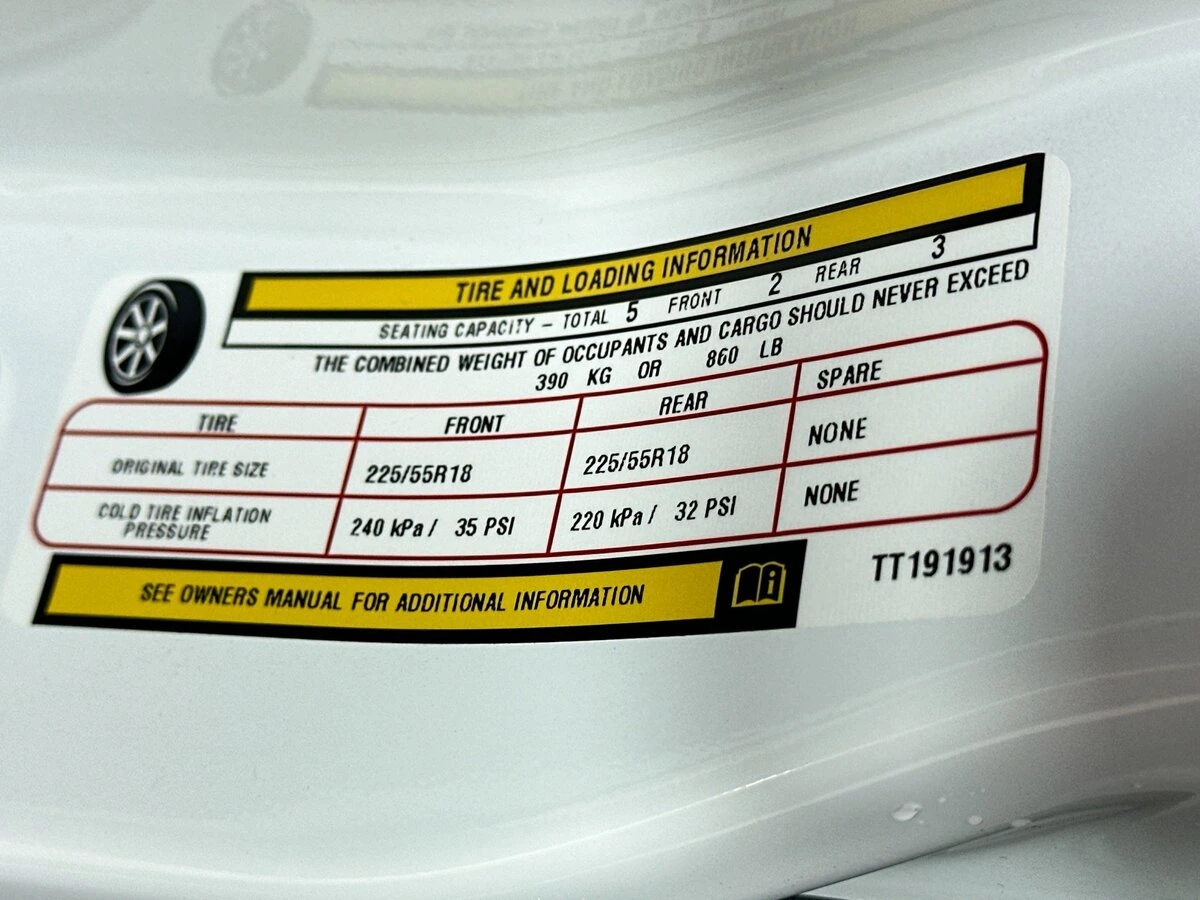 TIRE AND LOADING INFORMATION
SEATING CAPACITY – TOTAL 5 FRONT 2 REAR 3
THE COMBINED WEIGHT OF OCCUPANTS AND CARGO SHOULD NEVER EXCEED
390 KG OR 860 LB
TIRE FRONT REAR SPARE
ORIGINAL TIRE SIZE 225/55R18 225/55R18 NONE
COLD TIRE INFLATION
PRESSURE 240 kPa / 35 PSI 220 kPa / 32 PSI NONE
SEE OWNERS MANUAL FOR ADDITIONAL INFORMATION
TT191913